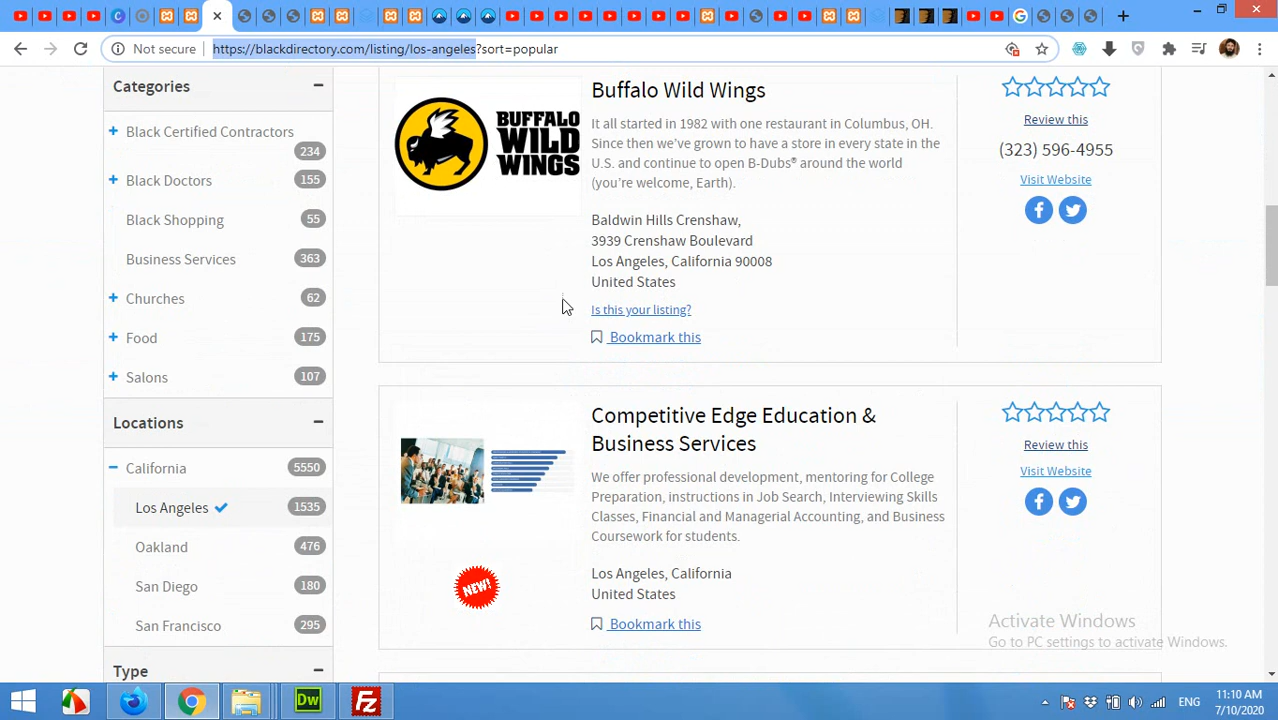 Not secure
https://blackdirectory.com/listing/los-angeles?sort=popular
Categories
Black Certified Contractors
234
Black Doctors 155
Black Shopping 55
Business Services 363
Churches 62
Food 175
Salons 107
Locations
California 5550
Los Angeles 1535
Oakland 476
San Diego 180
San Francisco 295
Type
BUFFALO
WILD
WINGS
Buffalo Wild Wings
It all started in 1982 with one restaurant in Columbus, OH.
Since then we've grown to have a store in every state in the
U.S. and continue to open B-Dubs® around the world
(you're welcome, Earth).
Baldwin Hills Crenshaw,
3939 Crenshaw Boulevard
Los Angeles, California 90008
United States
Is this your listing?
Bookmark this
Review this
(323) 596-4955
Visit Website
Competitive Edge Education &
Business Services
We offer professional development, mentoring for College
Preparation, instructions in Job Search, Interviewing Skills
Classes, Financial and Managerial Accounting, and Business
Coursework for students.
NEW!
Los Angeles, California
United States
Bookmark this
Review this
Visit Website
Activate Windows
Go to PC settings to activate Windows.
Dw
Fz
ENG
11:10 AM
7/10/2020